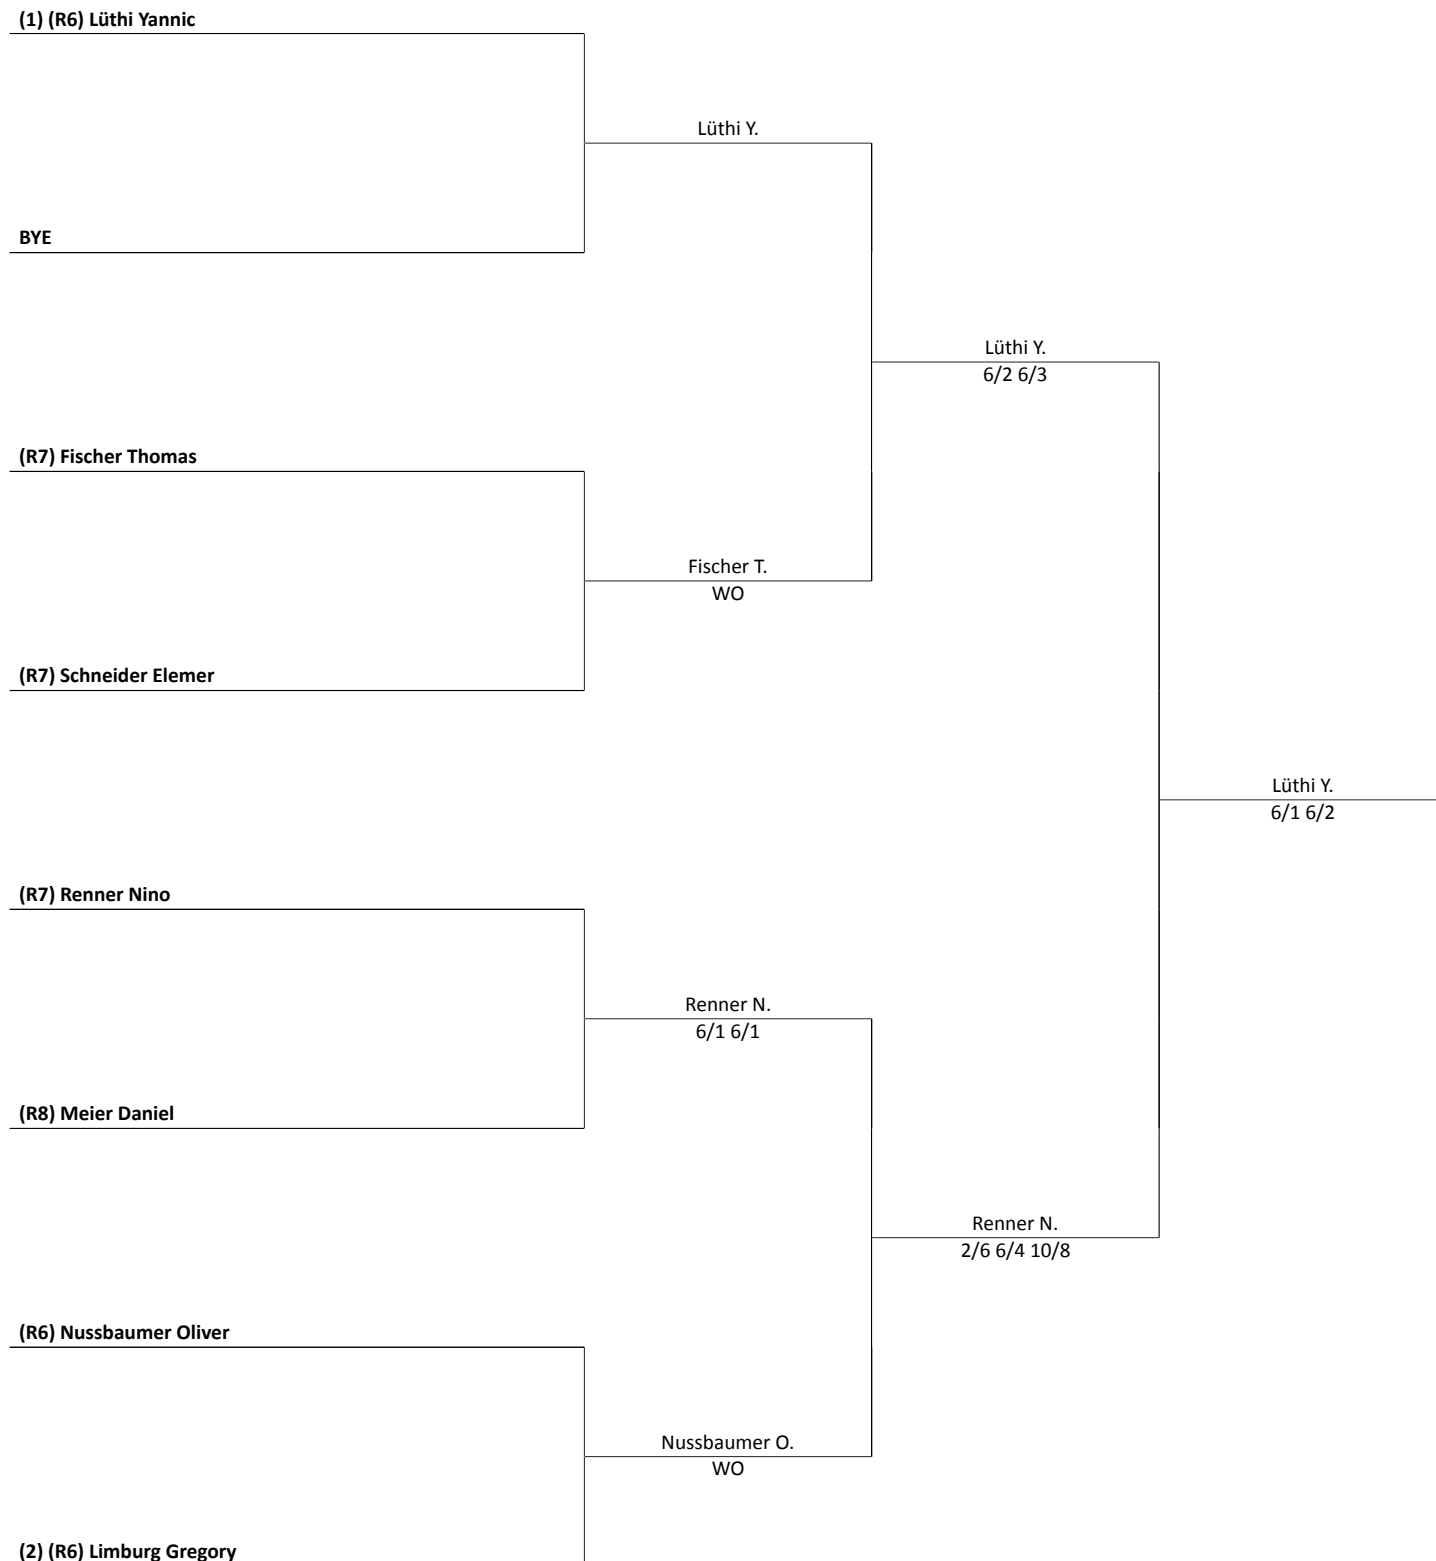 (1) (R6) Lüthi Yannic
Lüthi Y.
BYE
Lüthi Y.
6/2 6/3
(R7) Fischer Thomas
Fischer T.
WO
(R7) Schneider Elemer
Lüthi Y.
6/1 6/2
(R7) Renner Nino
Renner N.
6/1 6/1
(R8) Meier Daniel
Renner N.
2/6 6/4 10/8
(R6) Nussbaumer Oliver
Nussbaumer O.
WO
(2) (R6) Limburg Gregory